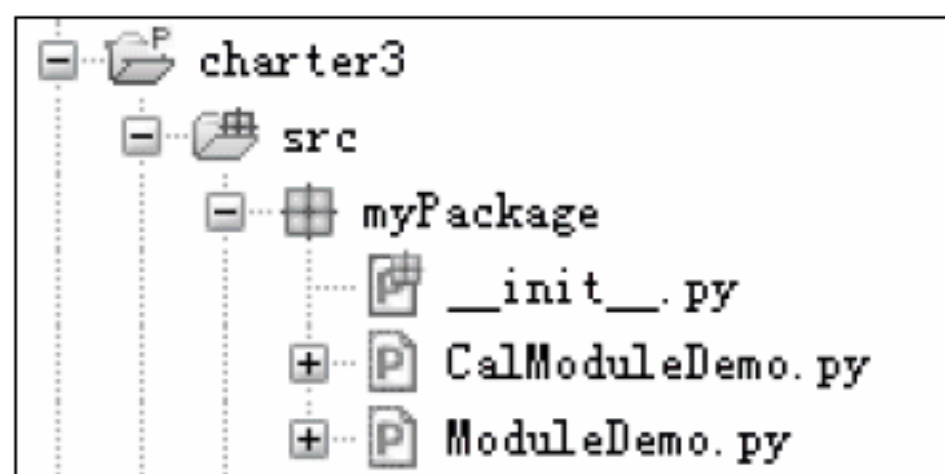 charter3
src
myPackage
__init__.py
CalModuleDemo.py
ModuleDemo.py